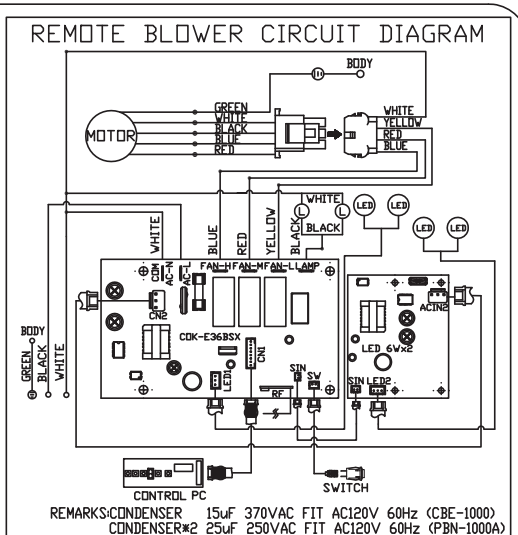 REMOTE BLOWER CIRCUIT DIAGRAM
BODY
GREEN
WHITE
BLACK
BLUE
RED
MOTOR
WHITE
YELLOW
RED
BLUE
WHITE
L
L
BLACK
LED
LED
LED
LED
WHITE
BLUE
RED
YELLOW
BLACK
COM
AC-N
AC-L
FAN-H
FAN-M
FAN-L
LAMP
CN2
COK-E36BSX
CN1
LED1
RF
SIN
SW
ACIN2
LED 6W×2
SIN
LED2
BODY
GREEN
BLACK
WHITE
CONTROL PC
SWITCH
REMARKS:CONDENSER 15uF 370VAC FIT AC120V 60Hz (CBE-1000)
CONDENSER*2 25uF 250VAC FIT AC120V 60Hz (PBN-1000A)